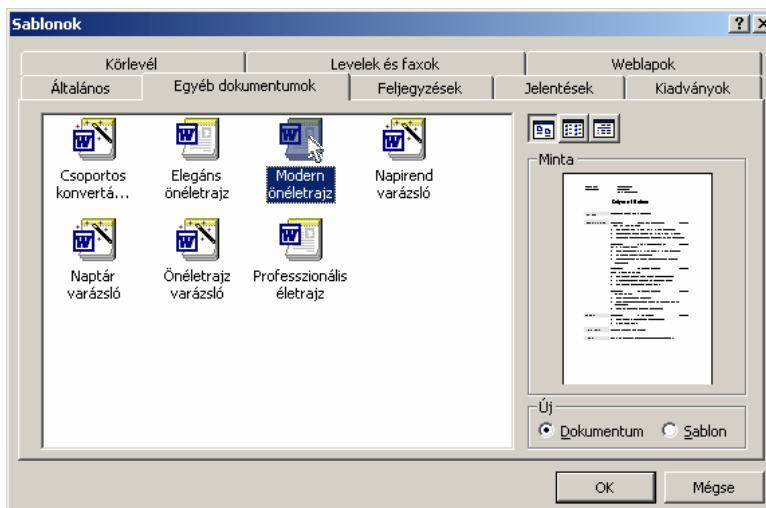 Sablonok
Körlevél
Levelek és faxok
Weblapok
Általános
Egyéb dokumentumok
Feljegyzések
Jelentések
Kiadványok
Csoportos
konvertá...
Elegáns
önéletrajz
Modern
önéletrajz
Napirend
varázsló
Naptár
varázsló
Önéletrajz
varázsló
Professzionális
életrajz
Minta
Új
Dokumentum
Sablon
OK
Mégse